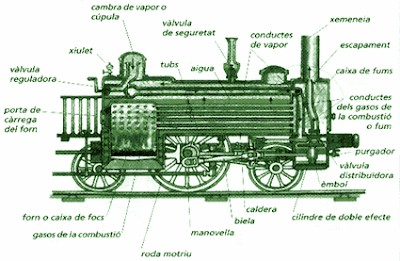 cambra de vapor o
cúpula
vàlvula
de seguretat
conductes
de vapor
xemeneia
xiulet
tubs
aigua
escapament
vàlvula
reguladora
caixa de fums
porta de
càrrega
del forn
conductes
dels gasos de
la combustió
o fum
purgador
vàlvula
distribuïdora
èmbol
forn o caixa de focs
caldera
cilindre de doble efecte
biela
gasos de la combustió
manovella
roda motriu